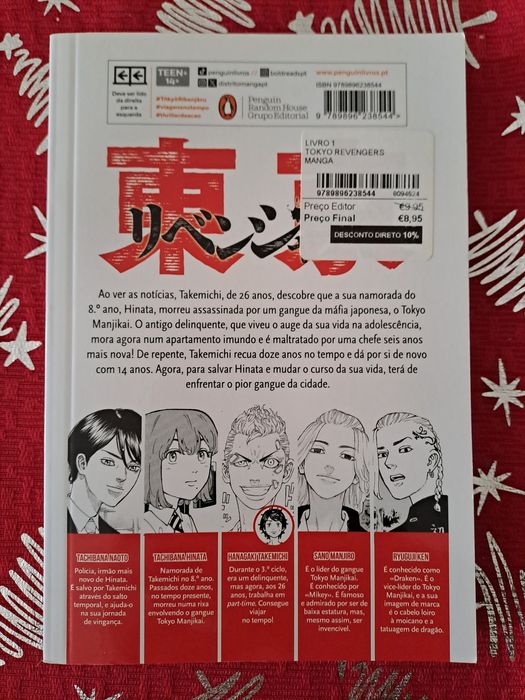 Deve ser lido
da direita
para a
esquerda
TEEN+
14+
penguinlivros //
boitreadspt
distritomangapt
#TokyoRevengers
#viagensnotempo
#thrillerdeacao
Penguin
Random House
Grupo Editorial
www.penguinlivros.pt
ISBN 9789896238544
9 789896 238544
LIVRO 1
TOKYO REVENGERS
MANGA
9789896238544
8094524
Preço Editor €9,95
Preço Final €8,95
DESCONTO DIRETO 10%
東
リベンジ
Ao ver as notícias, Takemichi, de 26 anos, descobre que a sua namorada do
8.º ano, Hinata, morreu assassinada por um gangue da máfia japonesa, o Tokyo
Manjikai. O antigo delinquente, que viveu o auge da sua vida na adolescência,
mora agora num apartamento imundo e é maltratado por uma chefe seis anos
mais nova! De repente, Takemichi recua doze anos no tempo e dá por si de novo
com 14 anos. Agora, para salvar Hinata e mudar o curso da sua vida, terá de
enfrentar o pior gangue da cidade.
TACHIBANA NAOTO
Polícia, irmão mais
novo de Hinata.
É salvo por Takemichi
através do salto
temporal, e ajuda-o
na sua jornada
de vingança.
TACHIBANA HINATA
Namorada de
Takemichi no 8.º ano.
Passados doze anos,
no tempo presente,
morreu numa rixa
envolvendo o gangue
Tokyo Manjikai.
HANAGAKI TAKEMICHI
Durante o 3.º ciclo,
era um delinquente,
mas agora, aos 26
anos, trabalha em
part-time. Consegue
viajar
no tempo!
SANO MANJIRO
É o líder do gangue
Tokyo Manjikai.
É conhecido por
«Mikey». É famoso
e admirado por ser de
baixa estatura, mas,
mesmo assim, ser
invencível.
RYUGUJI KEN
É conhecido como
«Draken». É o
vice-líder do Tokyo
Manjikai, e a sua
imagem de marca
é o cabelo loiro
à moicano e a
tatuagem de dragão.